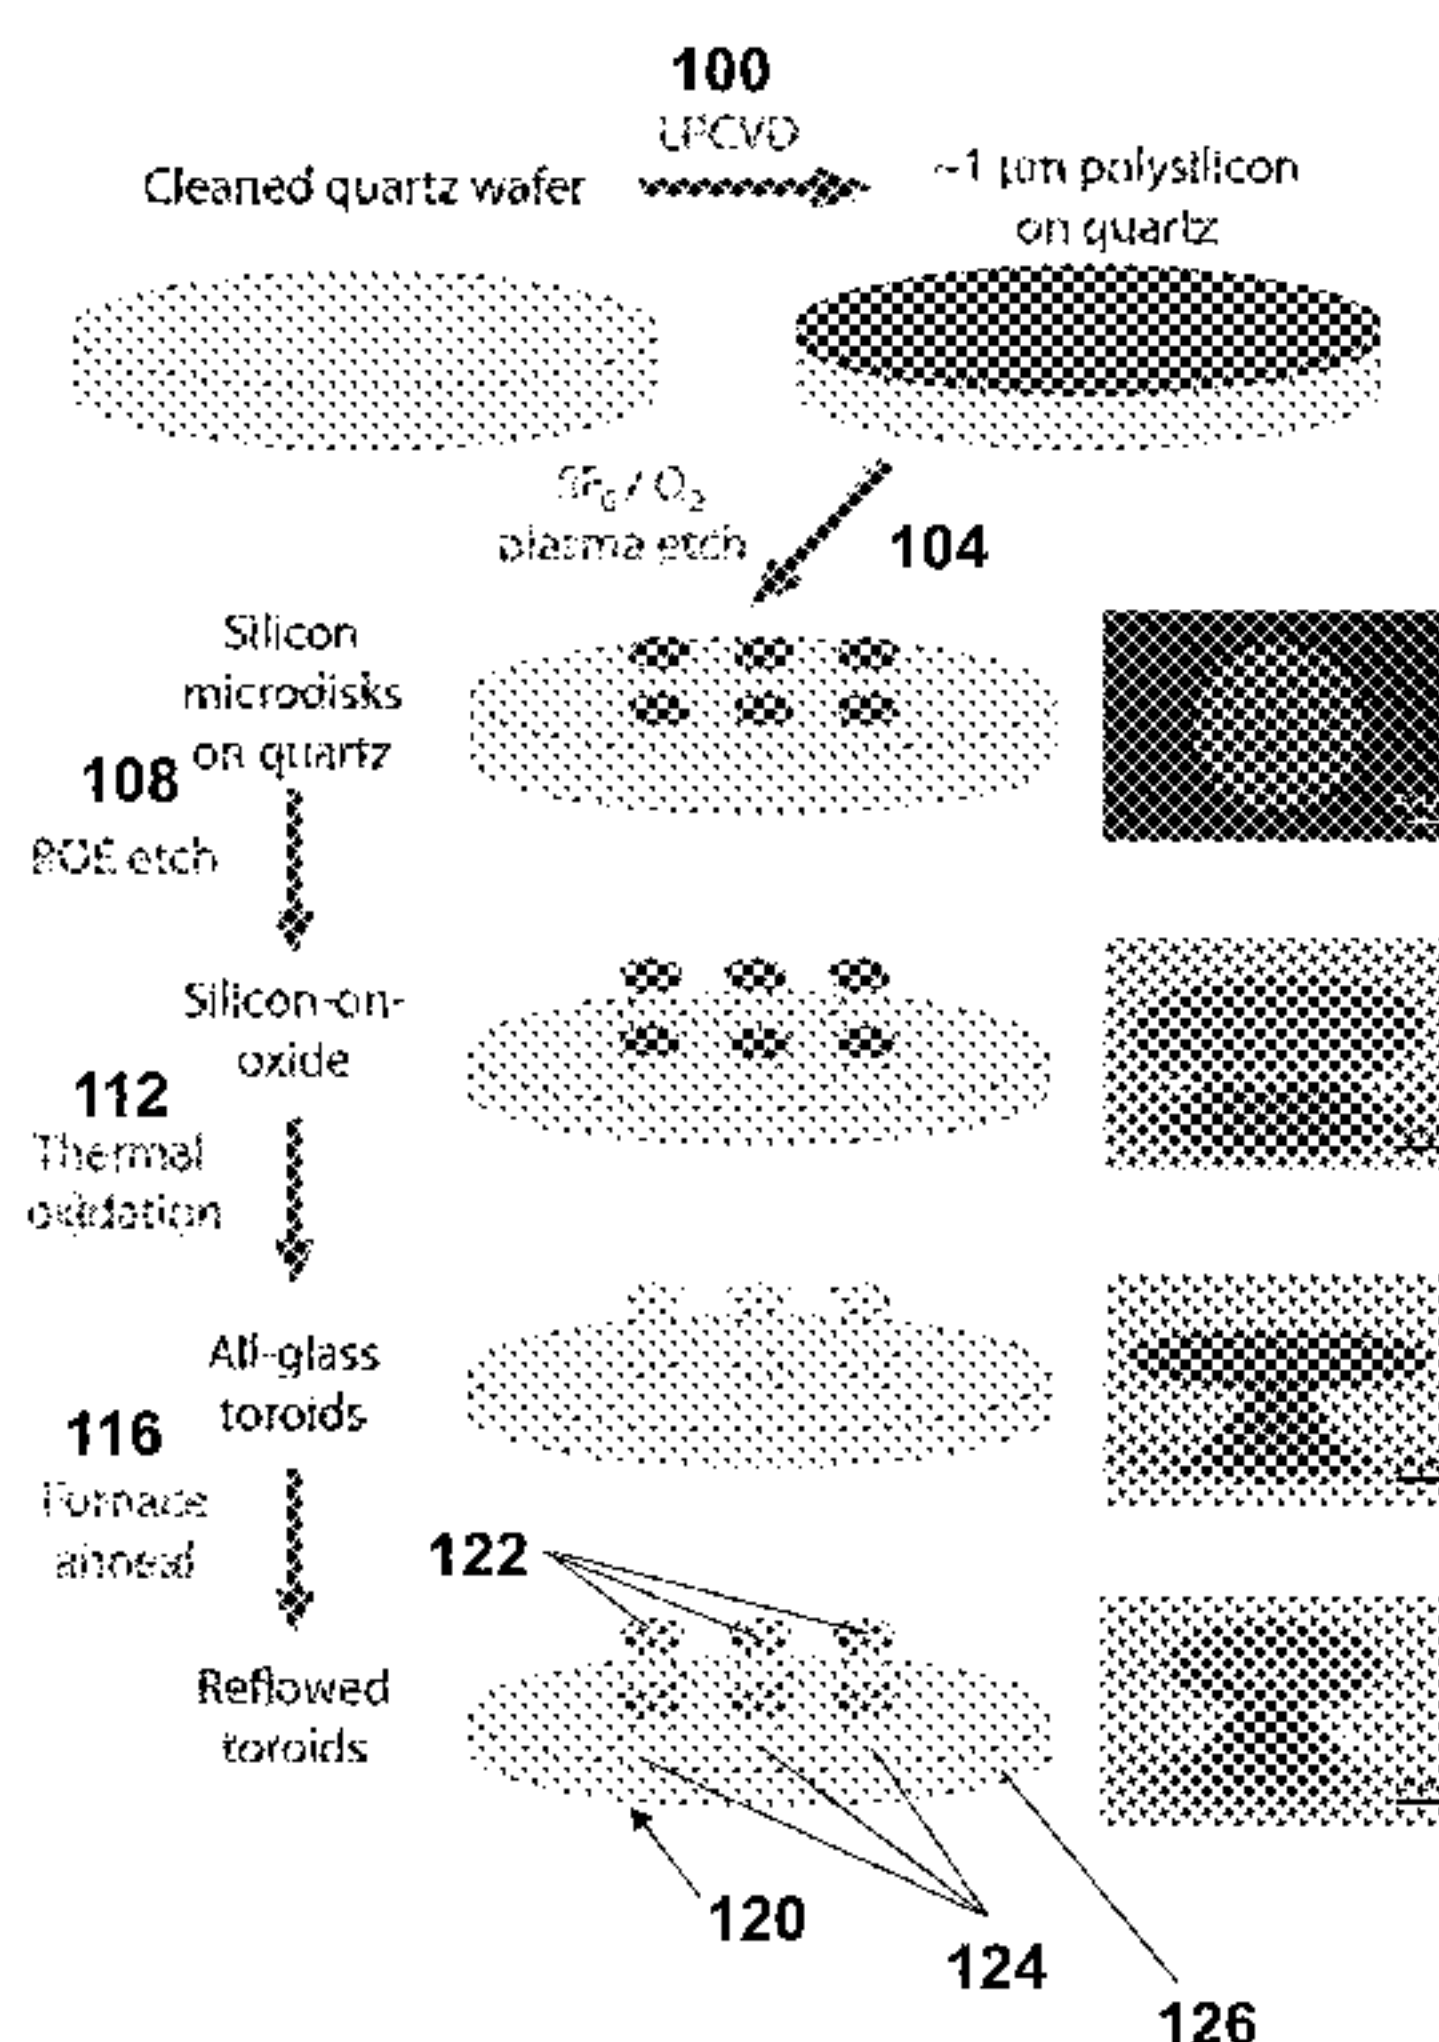 100
LPCVD
Cleaned quartz wafer
~1 µm polysilicon
on quartz
SF6 / O2
plasma etch
104
Silicon
microdisks
on quartz
108
BOE etch
Silicon-on-
oxide
112
Thermal
oxidation
All-glass
toroids
116
Furnace
anneal
122
Reflowed
toroids
120
124
126